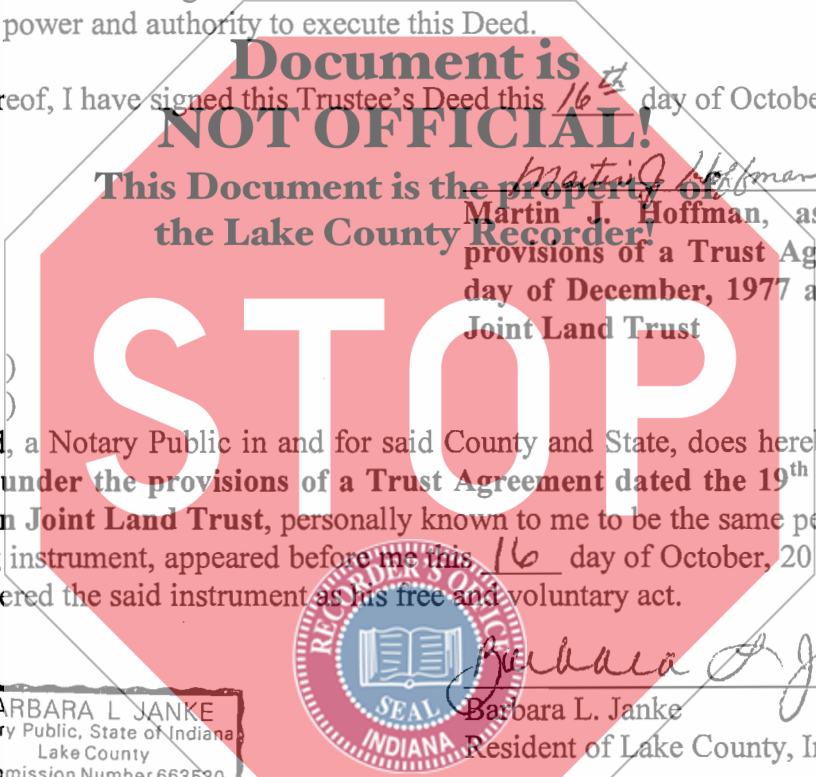 power and authority to execute this Deed.
Document is
reof, I have signed this Trustee's Deed this 16th day of Octobe
NOT OFFICIAL!
Martin J Hoffman
This Document is the property of
the Lake County Recorder!
Martin J. Hoffman, as
provisions of a Trust Ag
day of December, 1977 a
Joint Land Trust
STOP
)
)
, a Notary Public in and for said County and State, does hereb
under the provisions of a Trust Agreement dated the 19th
n Joint Land Trust, personally known to me to be the same pe
instrument, appeared before me this 16 day of October, 20
ered the said instrument as his free and voluntary act.
RECORDER'S OFFICE
SEAL
INDIANA
Barbara L J
Barbara L. Janke
Resident of Lake County, In
ARBARA L JANKE
ry Public, State of Indiana
Lake County
mission Number 663520